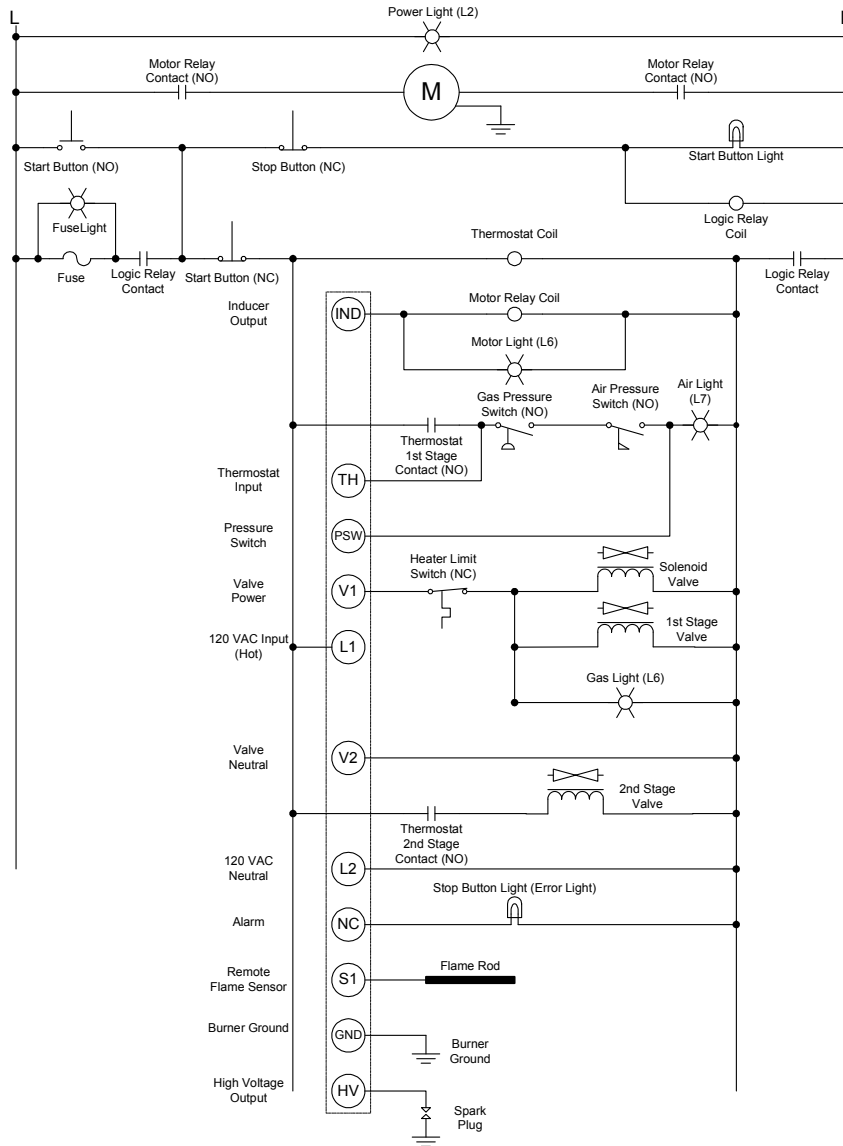 Power Light (L2)
L
Motor Relay
Contact (NO)
M
Motor Relay
Contact (NO)
Start Button (NO)
Stop Button (NC)
Start Button Light
FuseLight
Logic Relay
Coil
Fuse
Logic Relay
Contact
Start Button (NC)
Thermostat Coil
Logic Relay
Contact
Inducer
Output
IND
Motor Relay Coil
Motor Light (L6)
Gas Pressure
Switch (NO)
Air Pressure
Switch (NO)
Air Light
(L7)
Thermostat
1st Stage
Contact (NO)
Thermostat
Input
TH
Pressure
Switch
PSW
Valve
Power
V1
Heater Limit
Switch (NC)
Solenoid
Valve
120 VAC Input
(Hot)
L1
1st Stage
Valve
Gas Light (L6)
Valve
Neutral
V2
2nd Stage
Valve
Thermostat
2nd Stage
Contact (NO)
120 VAC
Neutral
L2
Stop Button Light (Error Light)
Alarm
NC
Remote
Flame Sensor
S1
Flame Rod
Burner Ground
GND
Burner
Ground
High Voltage
Output
HV
Spark
Plug